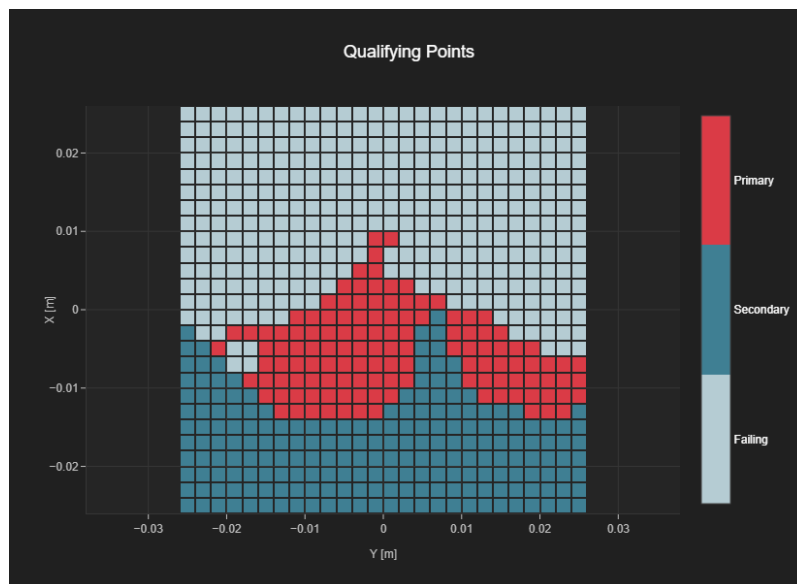 Qualifying Points
0.02
0.01
0
−0.01
−0.02
X [m]
−0.03
−0.02
−0.01
0
0.01
0.02
0.03
Y [m]
Primary
Secondary
Failing